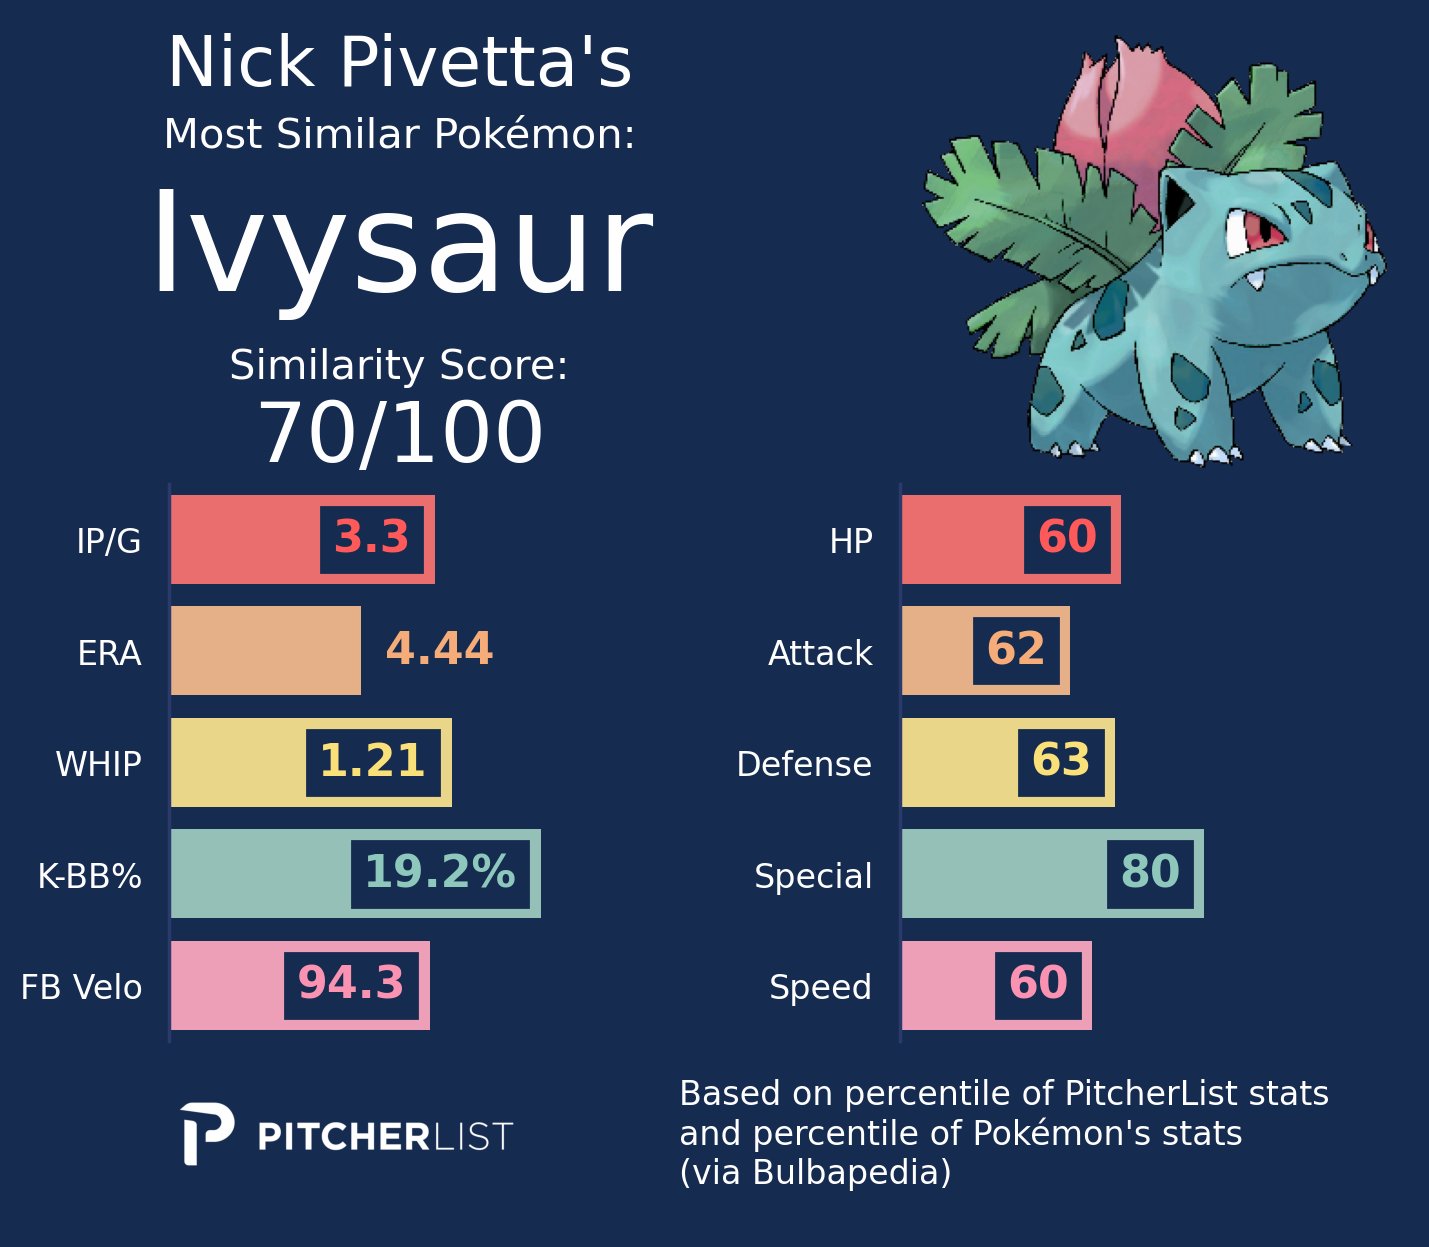 Nick Pivetta's
Most Similar Pokémon:
Ivysaur
Similarity Score:
70/100
IP/G 3.3
ERA 4.44
WHIP 1.21
K-BB% 19.2%
FB Velo 94.3
HP 60
Attack 62
Defense 63
Special 80
Speed 60
PITCHERLIST
Based on percentile of PitcherList stats
and percentile of Pokémon's stats
(via Bulbapedia)